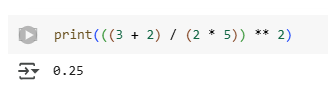 print(((3 + 2) / (2 * 5)) ** 2)
0.25